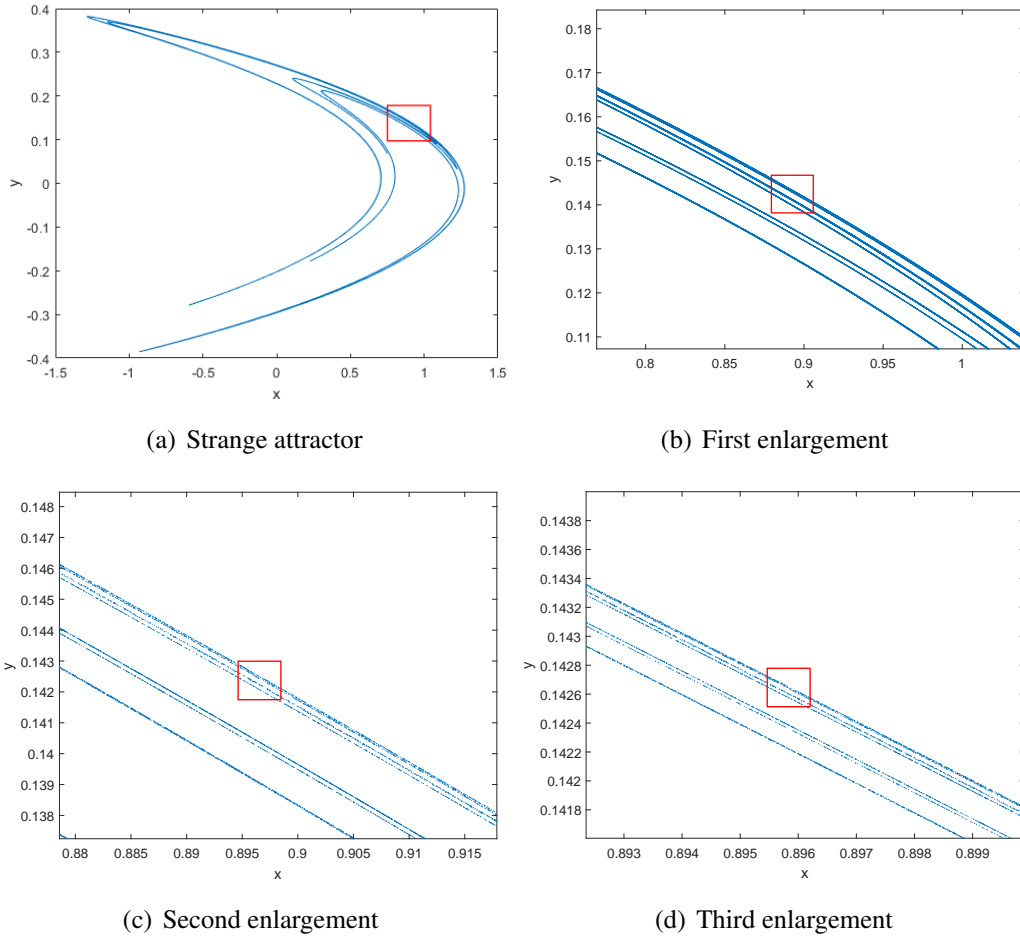 0.4
0.3
0.2
0.1
0
-0.1
-0.2
-0.3
-0.4
y
-1.5 -1 -0.5 0 0.5 1 1.5
x
(a) Strange attractor
0.18
0.17
0.16
0.15
0.14
0.13
0.12
0.11
y
0.8 0.85 0.9 0.95 1
x
(b) First enlargement
0.148
0.147
0.146
0.145
0.144
0.143
0.142
0.141
0.14
0.139
0.138
y
0.88 0.885 0.89 0.895 0.9 0.905 0.91 0.915
x
(c) Second enlargement
0.1438
0.1436
0.1434
0.1432
0.143
0.1428
0.1426
0.1424
0.1422
0.142
0.1418
y
0.893 0.894 0.895 0.896 0.897 0.898 0.899
x
(d) Third enlargement